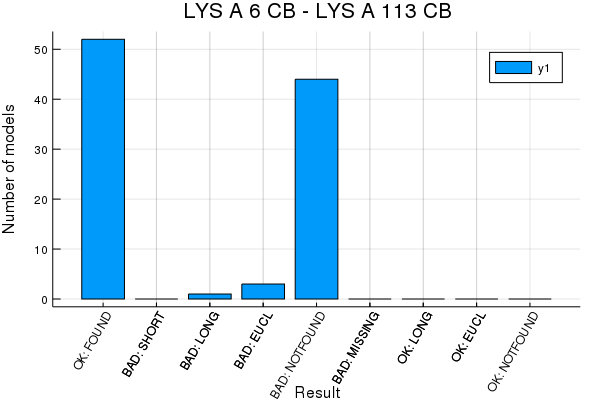 LYS A 6 CB - LYS A 113 CB
y1
Number of models
50
40
30
20
10
0
OK: FOUND
BAD: SHORT
BAD: LONG
BAD: EUCL
BAD: NOTFOUND
BAD: MISSING
OK: LONG
OK: EUCL
OK: NOTFOUND
Result